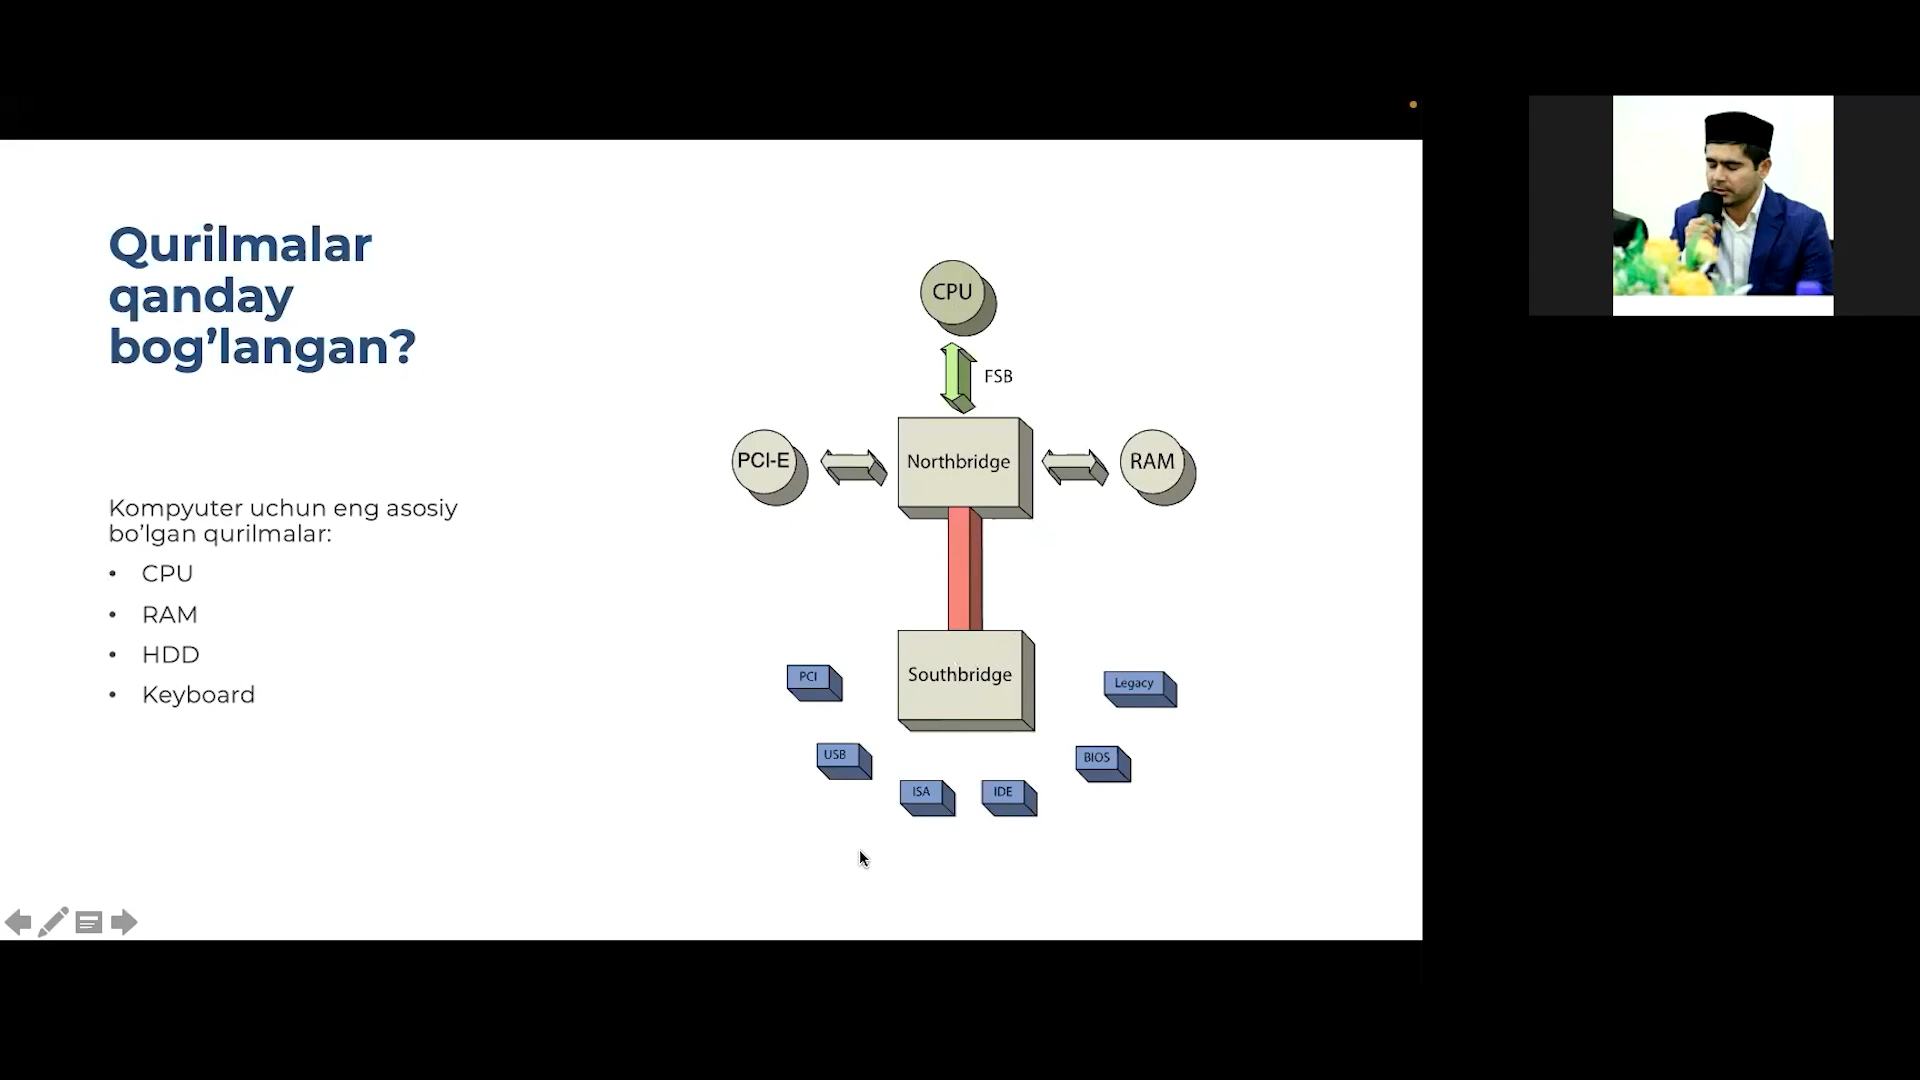 Qurilmalar
qanday
bog’langan?
Kompyuter uchun eng asosiy
bo’lgan qurilmalar:
• CPU
• RAM
• HDD
• Keyboard
CPU
FSB
PCI-E
Northbridge
RAM
Southbridge
PCI
Legacy
USB
BIOS
ISA
IDE